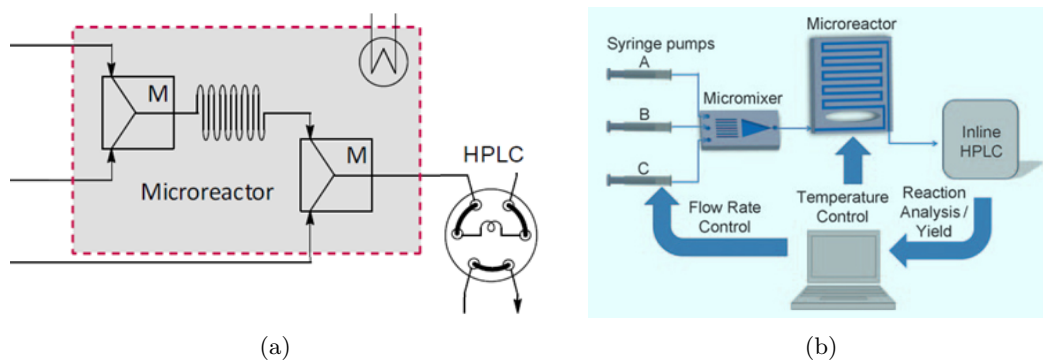 M
M
Microreactor
HPLC
(a)
Microreactor
Syringe pumps
A
Micromixer
B
C
Inline
HPLC
Flow Rate
Control
Temperature
Control
Reaction
Analysis /
Yield
(b)